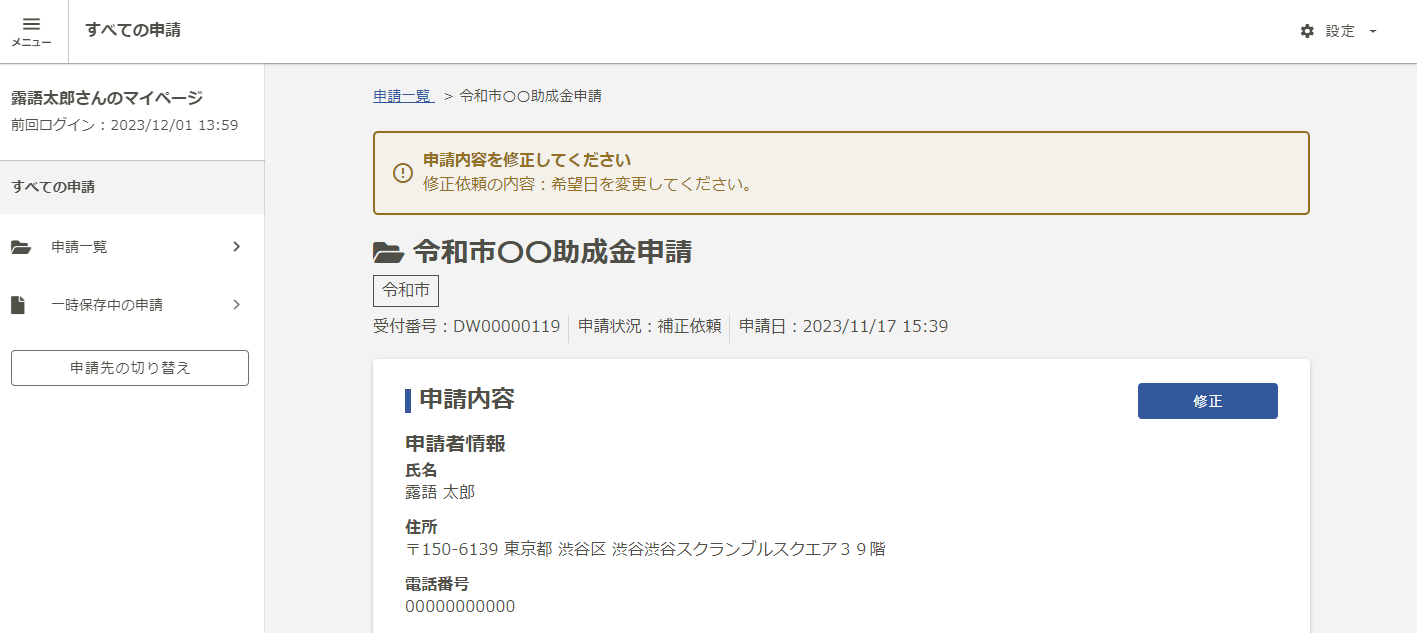 メニュー
すべての申請
設定
露語太郎さんのマイページ
前回ログイン：2023/12/01 13:59
すべての申請
申請一覧
一時保存中の申請
申請先の切り替え
申請一覧 > 令和市〇〇助成金申請
申請内容を修正してください
修正依頼の内容：希望日を変更してください。
令和市〇〇助成金申請
令和市
受付番号：DW00000119 申請状況：補正依頼 申請日：2023/11/17 15:39
申請内容
修正
申請者情報
氏名
露語 太郎
住所
〒150-6139 東京都 渋谷区 渋谷渋谷スクランブルスクエア３９階
電話番号
00000000000